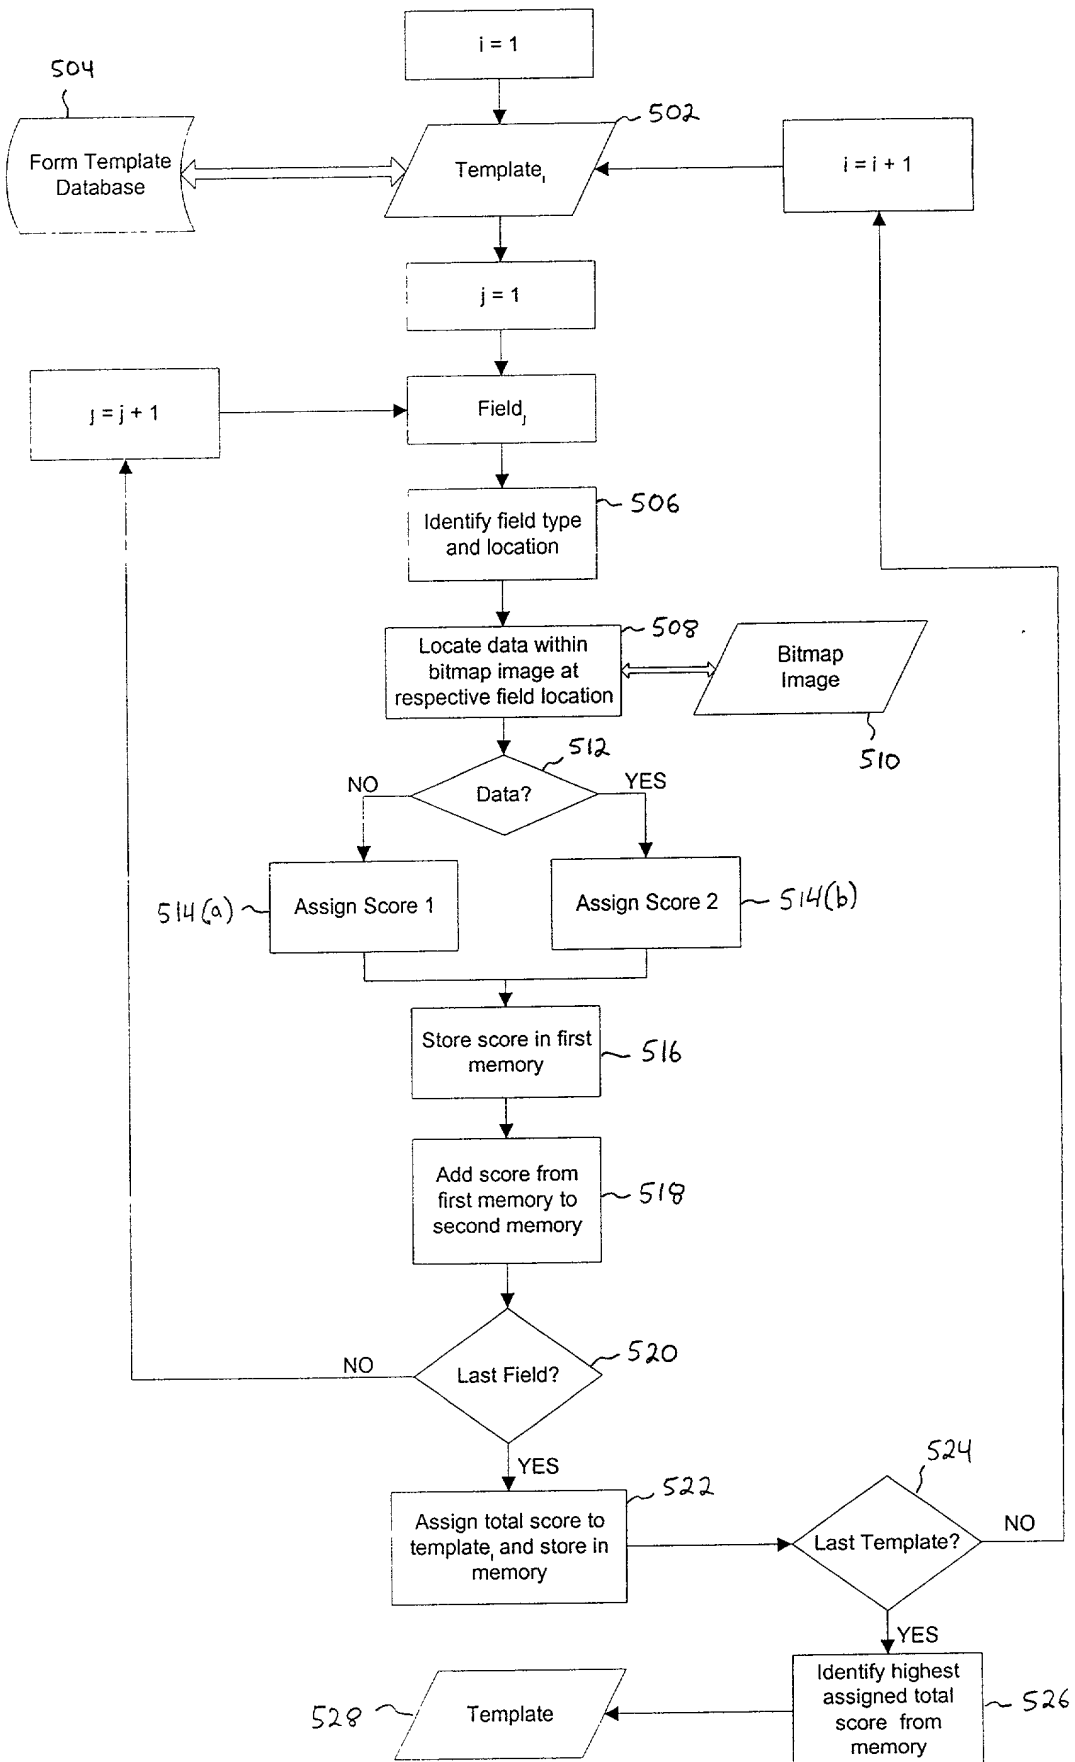 i = 1
504
502
Form Template
Database
Template i
i = i + 1
j = 1
j = j + 1
Field j
506
Identify field type
and location
508
Locate data within
bitmap image at
respective field location
Bitmap
Image
510
512
NO
YES
Data?
514(a)
Assign Score 1
Assign Score 2
514(b)
Store score in first
memory
516
Add score from
first memory to
second memory
518
520
NO
Last Field?
YES
522
524
Assign total score to
template i and store in
memory
Last Template?
NO
YES
528
Template
Identify highest
assigned total
score from
memory
526